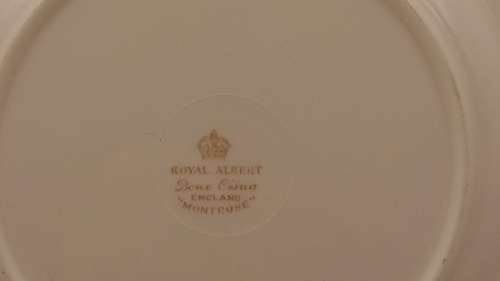 ROYAL ALBERT
Bone China
ENGLAND
"MONTROSE"